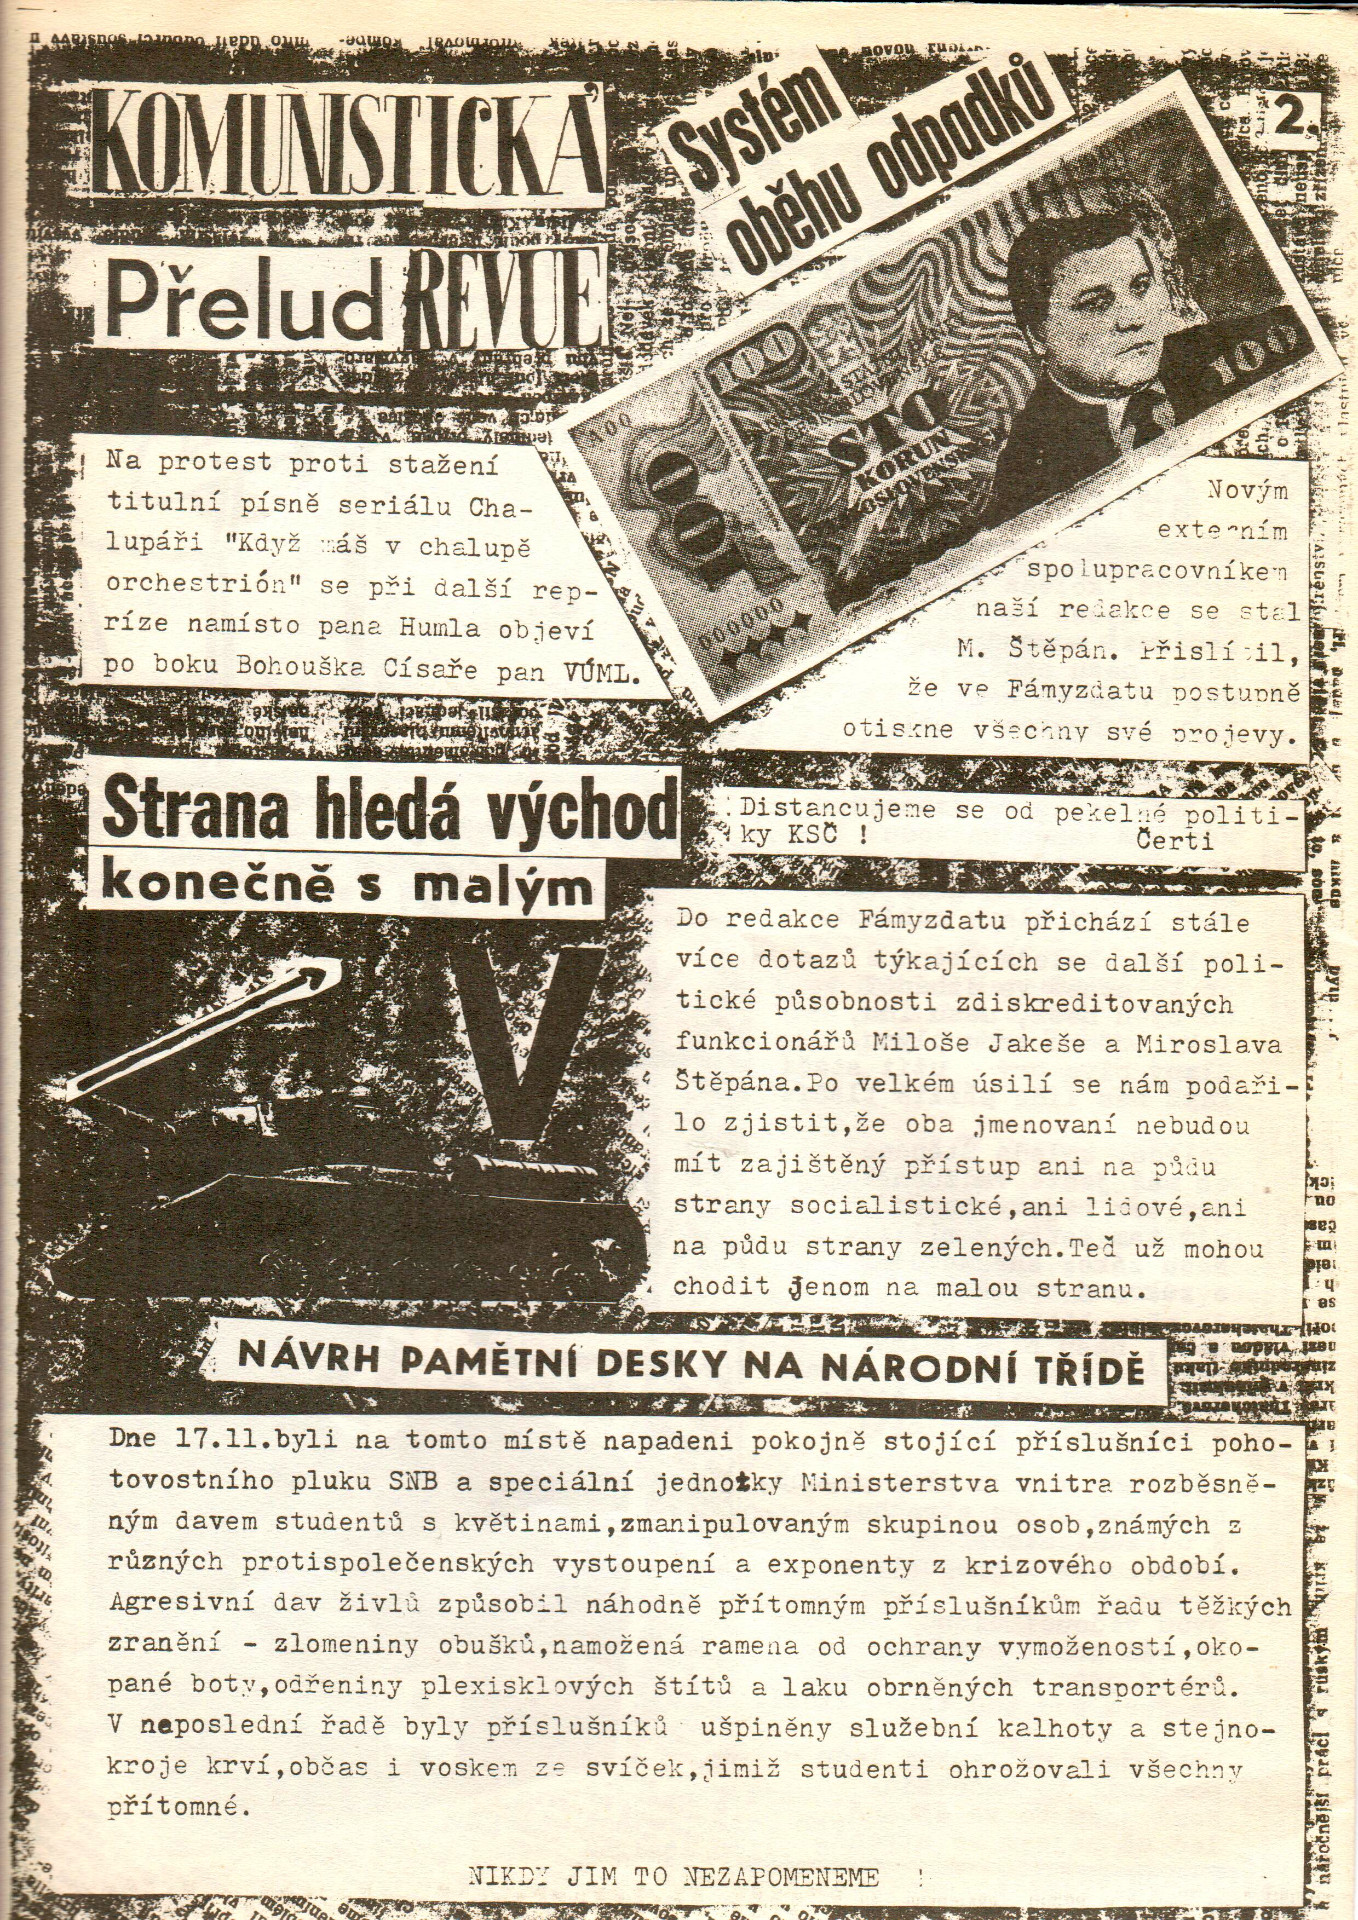 KOMUNISTICKÁ
Přelud REVUE
Systém
oběhu odpadků
2
100
STO
KORUN
100
100
000000
Na protest proti stažení
titulní písně seriálu Cha-
lupáři "Když máš v chalupě
orchestrión" se při další rep-
ríze namísto pana Humla objeví
po boku Bohouška Císaře pan VÚML.
Novým
externím
spolupracovníkem
naší redakce se stal
M. Štěpán. Přislíbil,
že ve Fámyzdatu postupně
otiskne všechny své projevy.
Strana hledá východ
konečně s malým
V
Distancujeme se od pekelné politi-
ky KSČ !
Čerti
Do redakce Fámyzdatu přichází stále
více dotazů týkajících se další poli-
tické působnosti zdiskreditovaných
funkcionářů Miloše Jakeše a Miroslava
Štěpána.Po velkém úsilí se nám podaři-
lo zjistit,že oba jmenovaní nebudou
mít zajištěný přístup ani na půdu
strany socialistické,ani lidové,ani
na půdu strany zelených.Teď už mohou
chodit jenom na malou stranu.
NÁVRH PAMĚTNÍ DESKY NA NÁRODNÍ TŘÍDĚ
Dne 17.11.byli na tomto místě napadeni pokojně stojící příslušníci poho-
tovostního pluku SNB a speciální jednotky Ministerstva vnitra rozběsně-
ným davem studentů s květinami,zmanipulovaným skupinou osob,známých z
různých protispolečenských vystoupení a exponenty z krizového období.
Agresivní dav živlů způsobil náhodně přítomným příslušníkům řadu těžkých
zranění - zlomeniny obušků,namožená ramena od ochrany vymožeností,oko-
pané boty,odřeniny plexisklových štítů a laku obrněných transportérů.
V neposlední řadě byly příslušníků ušpiněny služební kalhoty a stejno-
kroje krví,občas i voskem ze svíček,jimiž studenti ohrožovali všechny
přítomné.
NIKDY JIM TO NEZAPOMENEME !